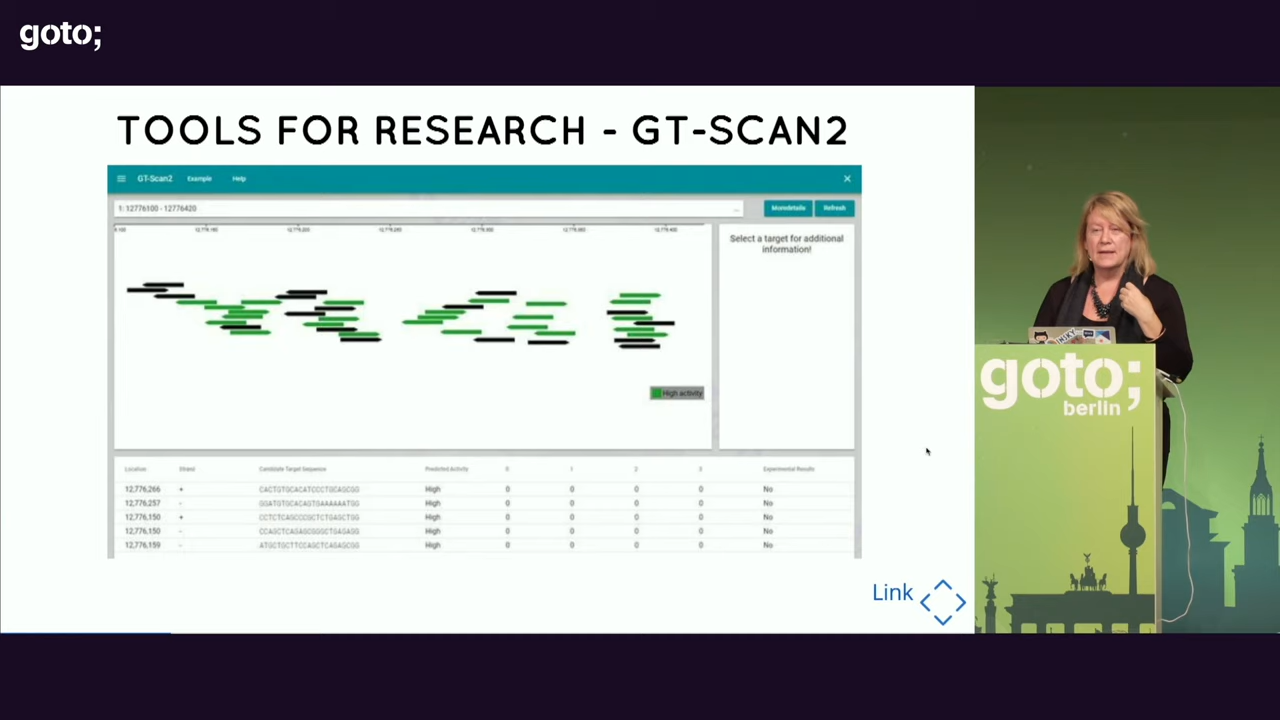 goto;
TOOLS FOR RESEARCH - GT-SCAN2
GT-Scan2 Example Help
1: 12776100 - 12776420 ... Moredetails Refresh
Select a target for additional
information!
High activity
Location Strand Candidate Target Sequence Predicted Activity 0 1 2 3 Experimental Results
12,776,266 + CACTGTGCACATCCCTGCAGCGG High 0 0 0 0 No
12,776,257 - GGATGTGCACAGTGAAAAAATGG High 0 0 0 0 No
12,776,150 + CCTCTCAGCCCGCTCTGAGCTGG High 0 0 0 0 No
12,776,150 - CCAGCTCAGAGCGGGCTGAGAGG High 0 0 0 0 No
12,776,159 - ATGCTGCTTCCAGCTCAGAGCGG High 0 0 0 0 No
Link
goto;
berlin